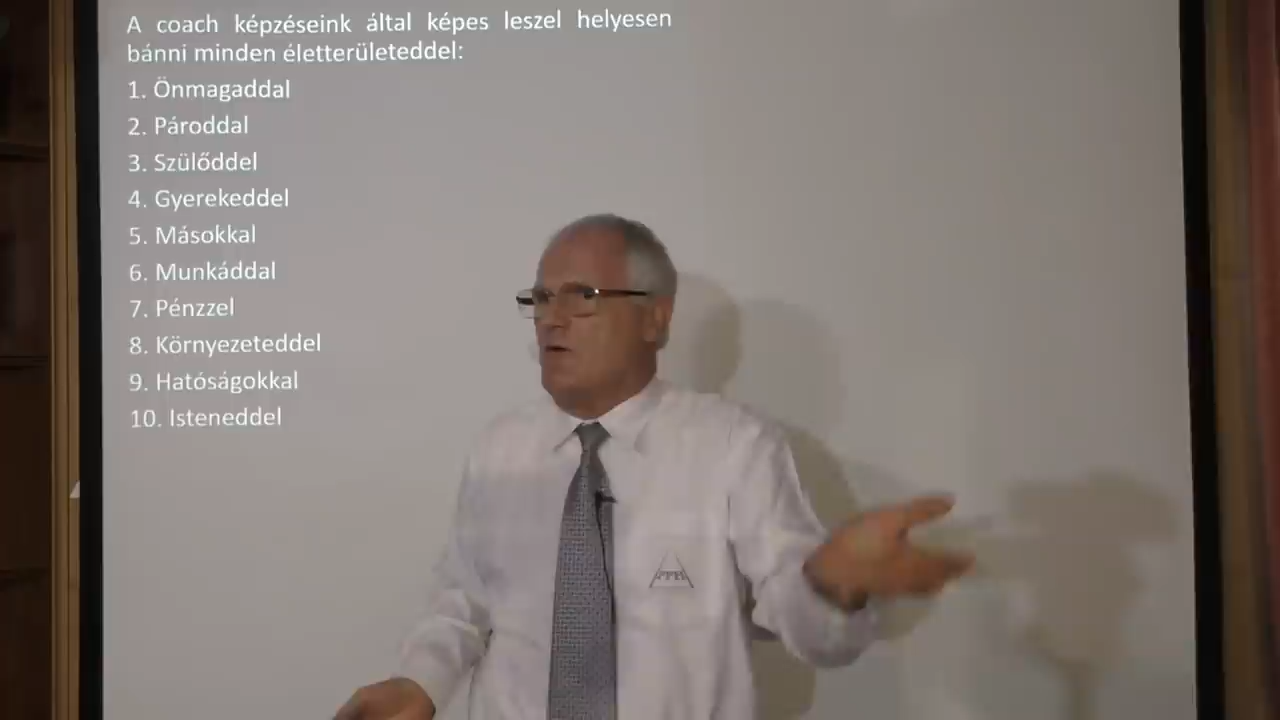 A coach képzéseink által képes leszel helyesen
bánni minden életterületeddel:
1. Önmagaddal
2. Pároddal
3. Szülőddel
4. Gyerekeddel
5. Másokkal
6. Munkáddal
7. Pénzzel
8. Környezeteddel
9. Hatóságokkal
10. Isteneddel